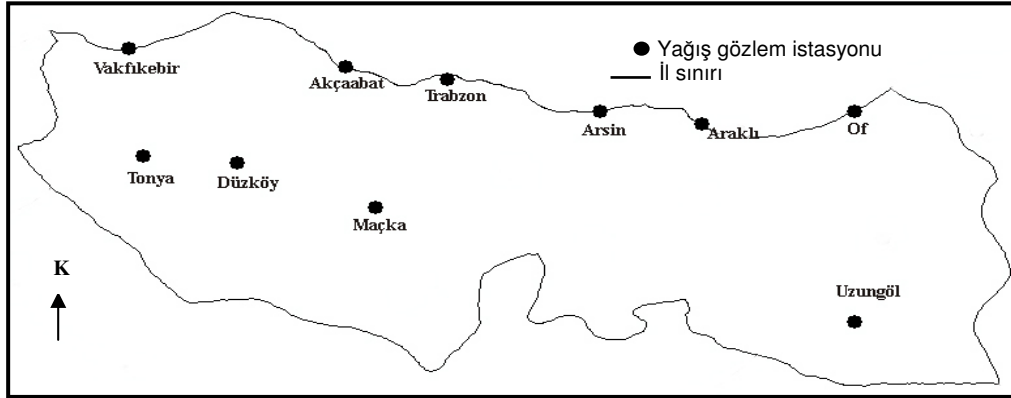 Yağış gözlem istasyonu
İl sınırı
Vakfıkebir
Akçaabat
Trabzon
Arsin
Araklı
Of
Tonya
Düzköy
Maçka
K
Uzungöl